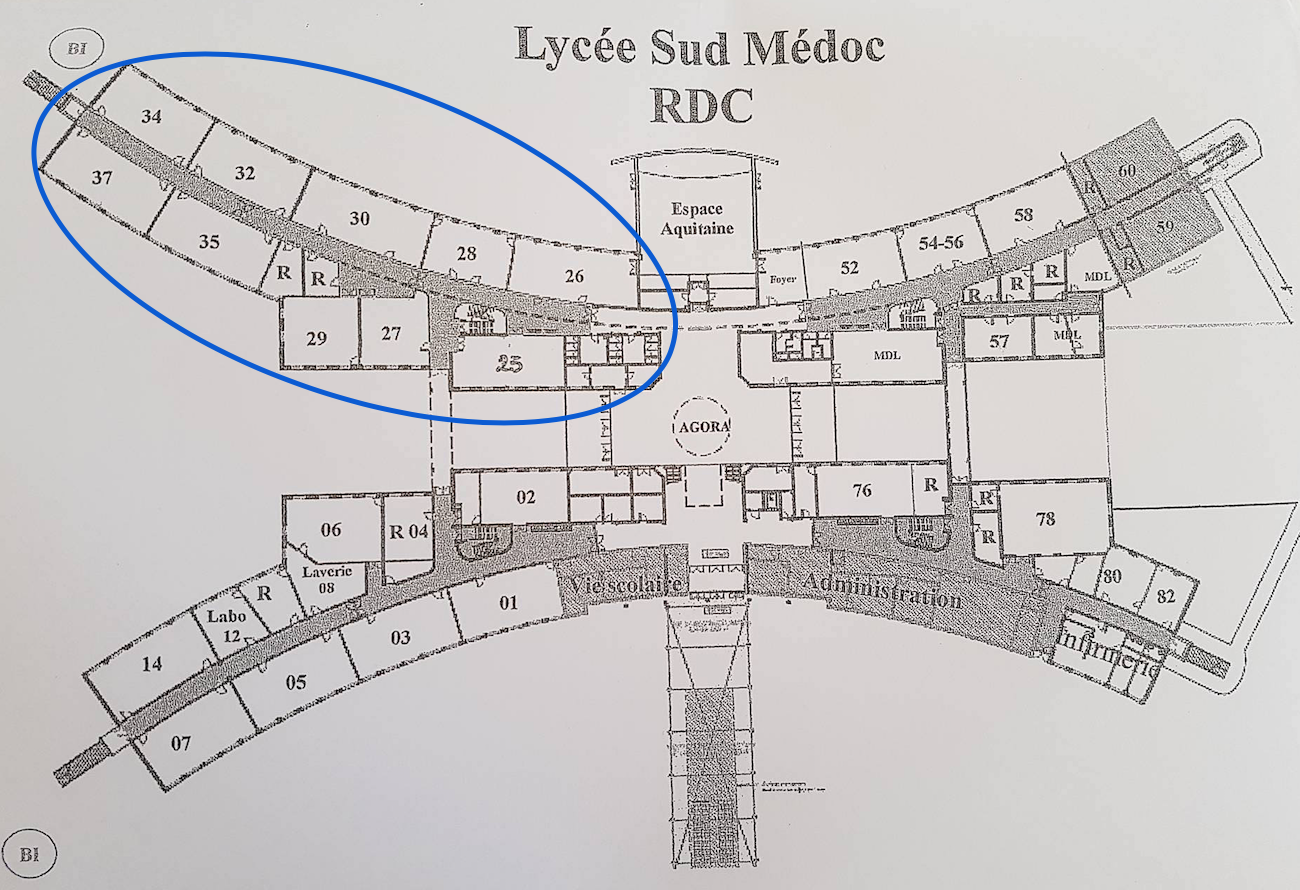 BI
Lycée Sud Médoc
RDC
34
32
30
28
26
37
35
R
R
29
27
25
Espace
Aquitaine
Foyer
52
54-56
58
R
60
59
R
MDL
R
R
R
57
MDL
MDL
AGORA
02
76
R
06
R 04
R
R
78
Laverie
08
R
Labo
12
14
01
03
05
07
Vie scolaire
Administration
80
82
Infirmerie
BI